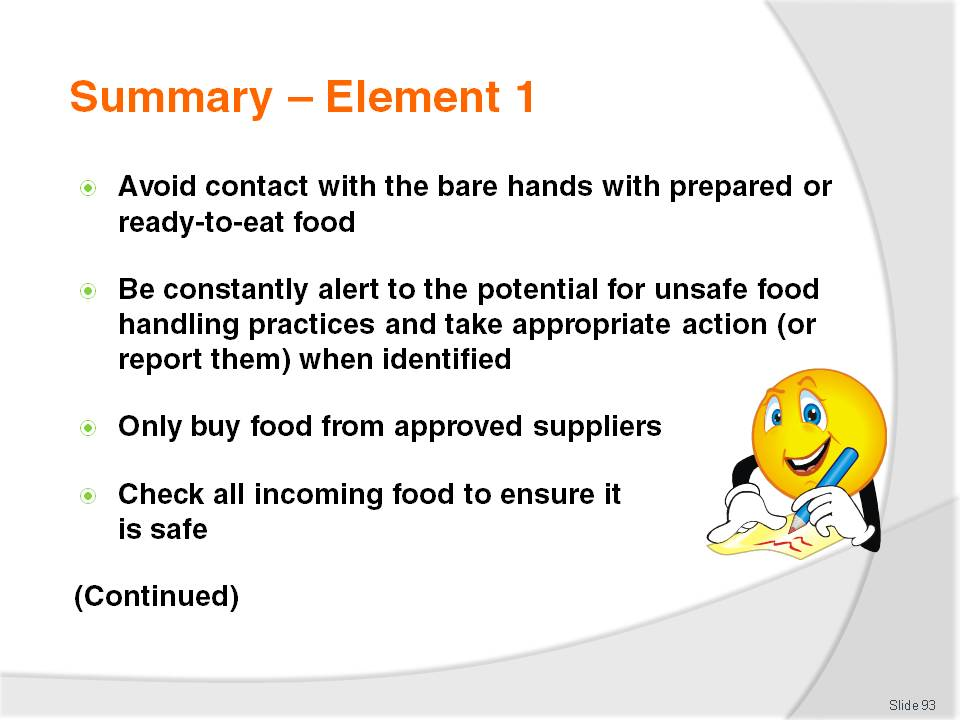 Summary – Element 1
Avoid contact with the bare hands with prepared or
ready-to-eat food
Be constantly alert to the potential for unsafe food
handling practices and take appropriate action (or
report them) when identified
Only buy food from approved suppliers
Check all incoming food to ensure it
is safe
(Continued)
Slide 93